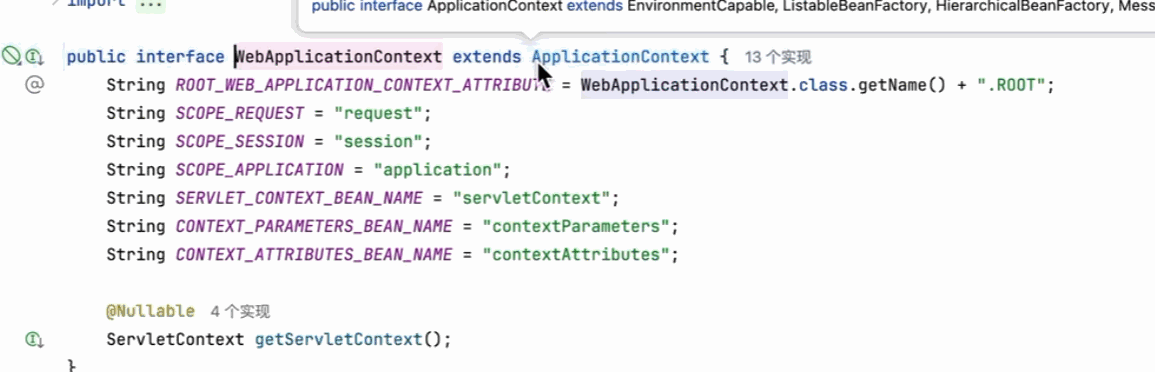 import ...
public interface ApplicationContext extends EnvironmentCapable, ListableBeanFactory, HierarchicalBeanFactory, Mess
public interface WebApplicationContext extends ApplicationContext { 13 个实现
@ String ROOT_WEB_APPLICATION_CONTEXT_ATTRIBUTE = WebApplicationContext.class.getName() + ".ROOT";
String SCOPE_REQUEST = "request";
String SCOPE_SESSION = "session";
String SCOPE_APPLICATION = "application";
String SERVLET_CONTEXT_BEAN_NAME = "servletContext";
String CONTEXT_PARAMETERS_BEAN_NAME = "contextParameters";
String CONTEXT_ATTRIBUTES_BEAN_NAME = "contextAttributes";
@Nullable 4 个实现
ServletContext getServletContext();
}